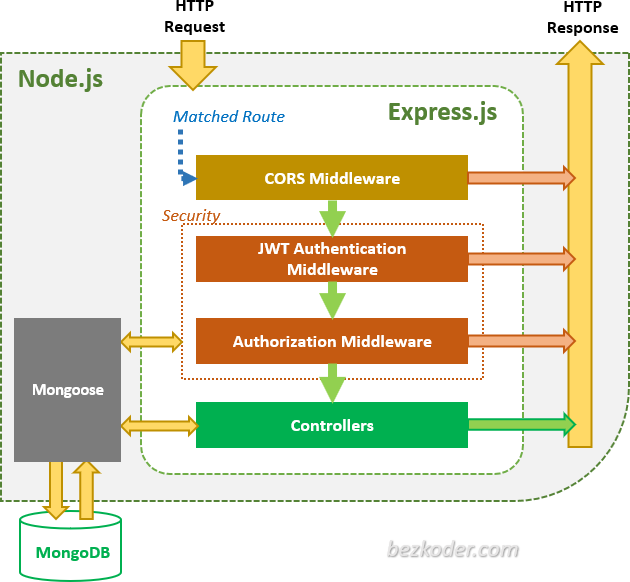 HTTP
Request
HTTP
Response
Node.js
Express.js
Matched Route
CORS Middleware
Security
JWT Authentication
Middleware
Authorization Middleware
Mongoose
Controllers
MongoDB
bezkoder.com